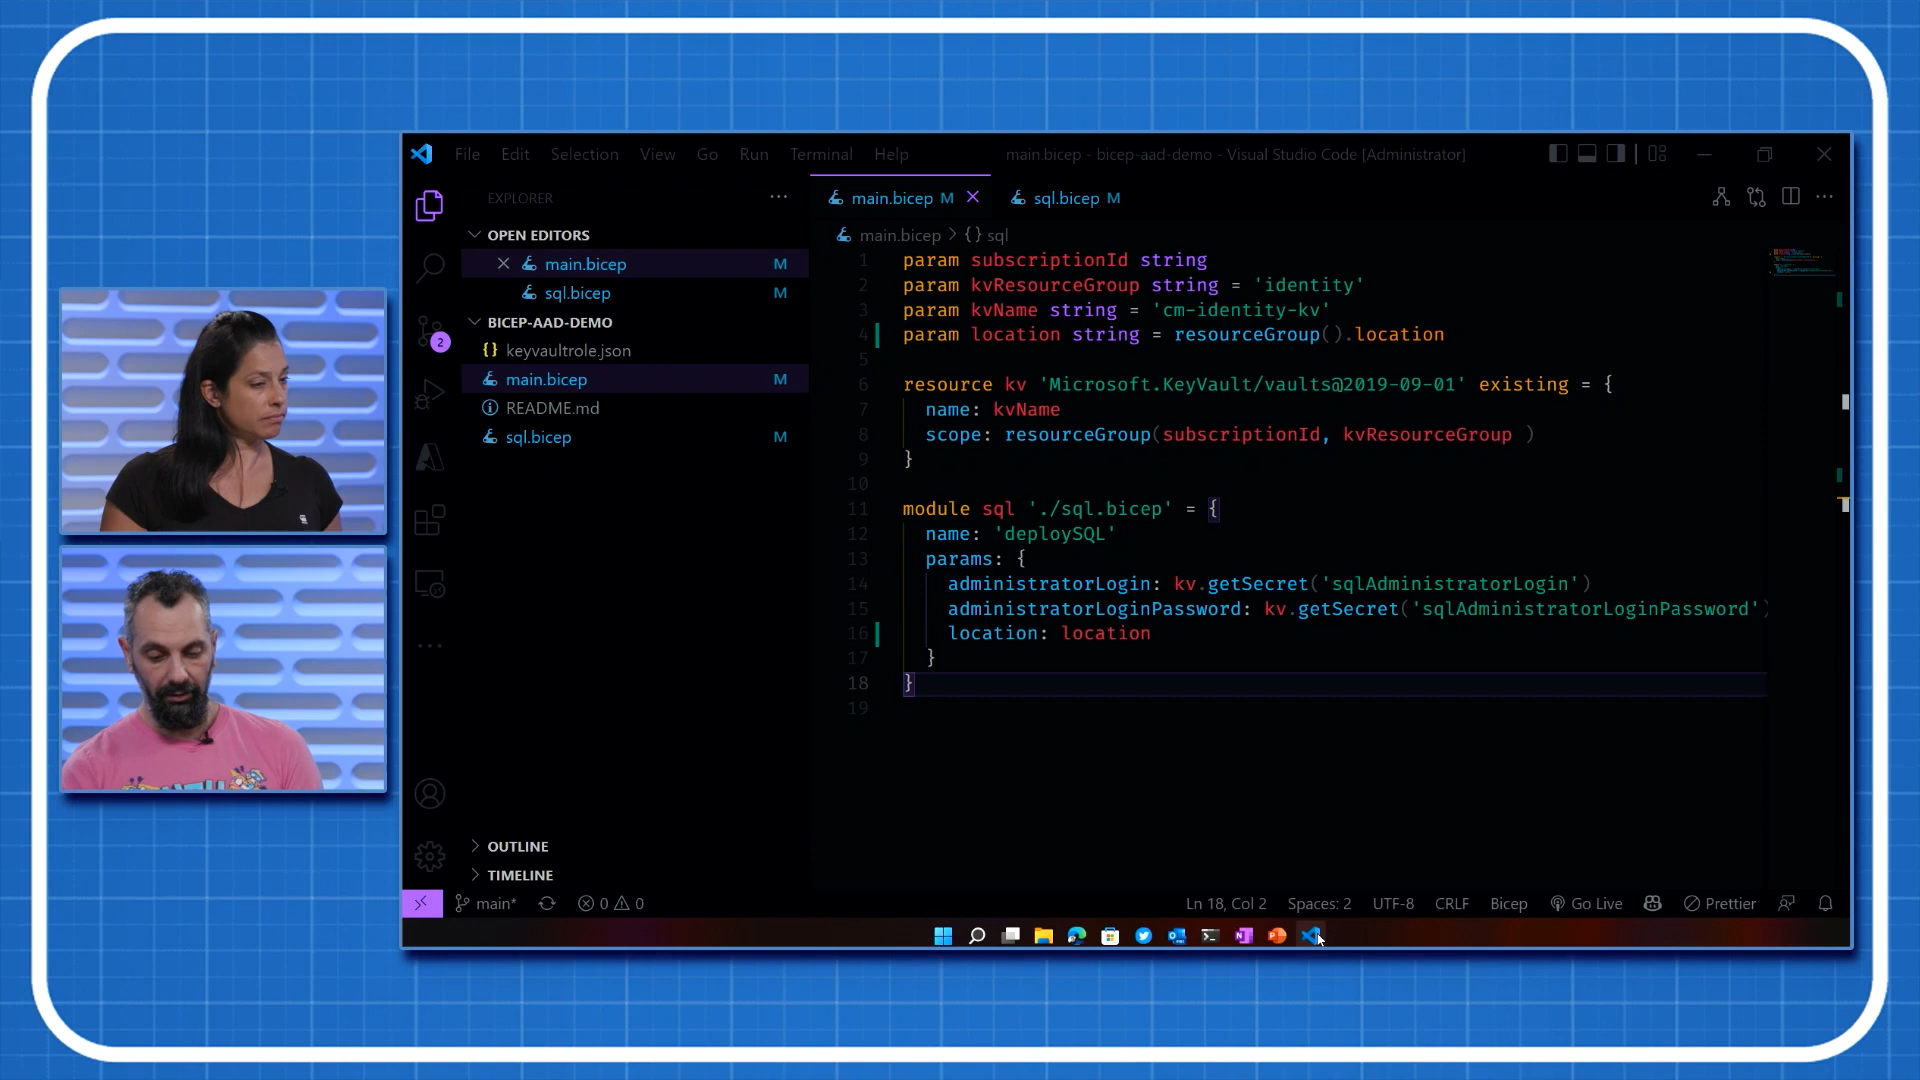 File Edit Selection View Go Run Terminal Help main.bicep - bicep-aad-demo - Visual Studio Code [Administrator]
EXPLORER
main.bicep M
sql.bicep M
OPEN EDITORS
main.bicep M
sql.bicep M
BICEP-AAD-DEMO
{} keyvaultrole.json
main.bicep M
README.md
sql.bicep M
2
OUTLINE
TIMELINE
main.bicep > {} sql
1 param subscriptionId string
2 param kvResourceGroup string = 'identity'
3 param kvName string = 'cm-identity-kv'
4 param location string = resourceGroup().location
5
6 resource kv 'Microsoft.KeyVault/vaults@2019-09-01' existing = {
7 name: kvName
8 scope: resourceGroup(subscriptionId, kvResourceGroup )
9 }
10
11 module sql './sql.bicep' = {
12 name: 'deploySQL'
13 params: {
14 administratorLogin: kv.getSecret('sqlAdministratorLogin')
15 administratorLoginPassword: kv.getSecret('sqlAdministratorLoginPassword')
16 location: location
17 }
18 }
19
main* 0 0 Ln 18, Col 2 Spaces: 2 UTF-8 CRLF Bicep Go Live Prettier